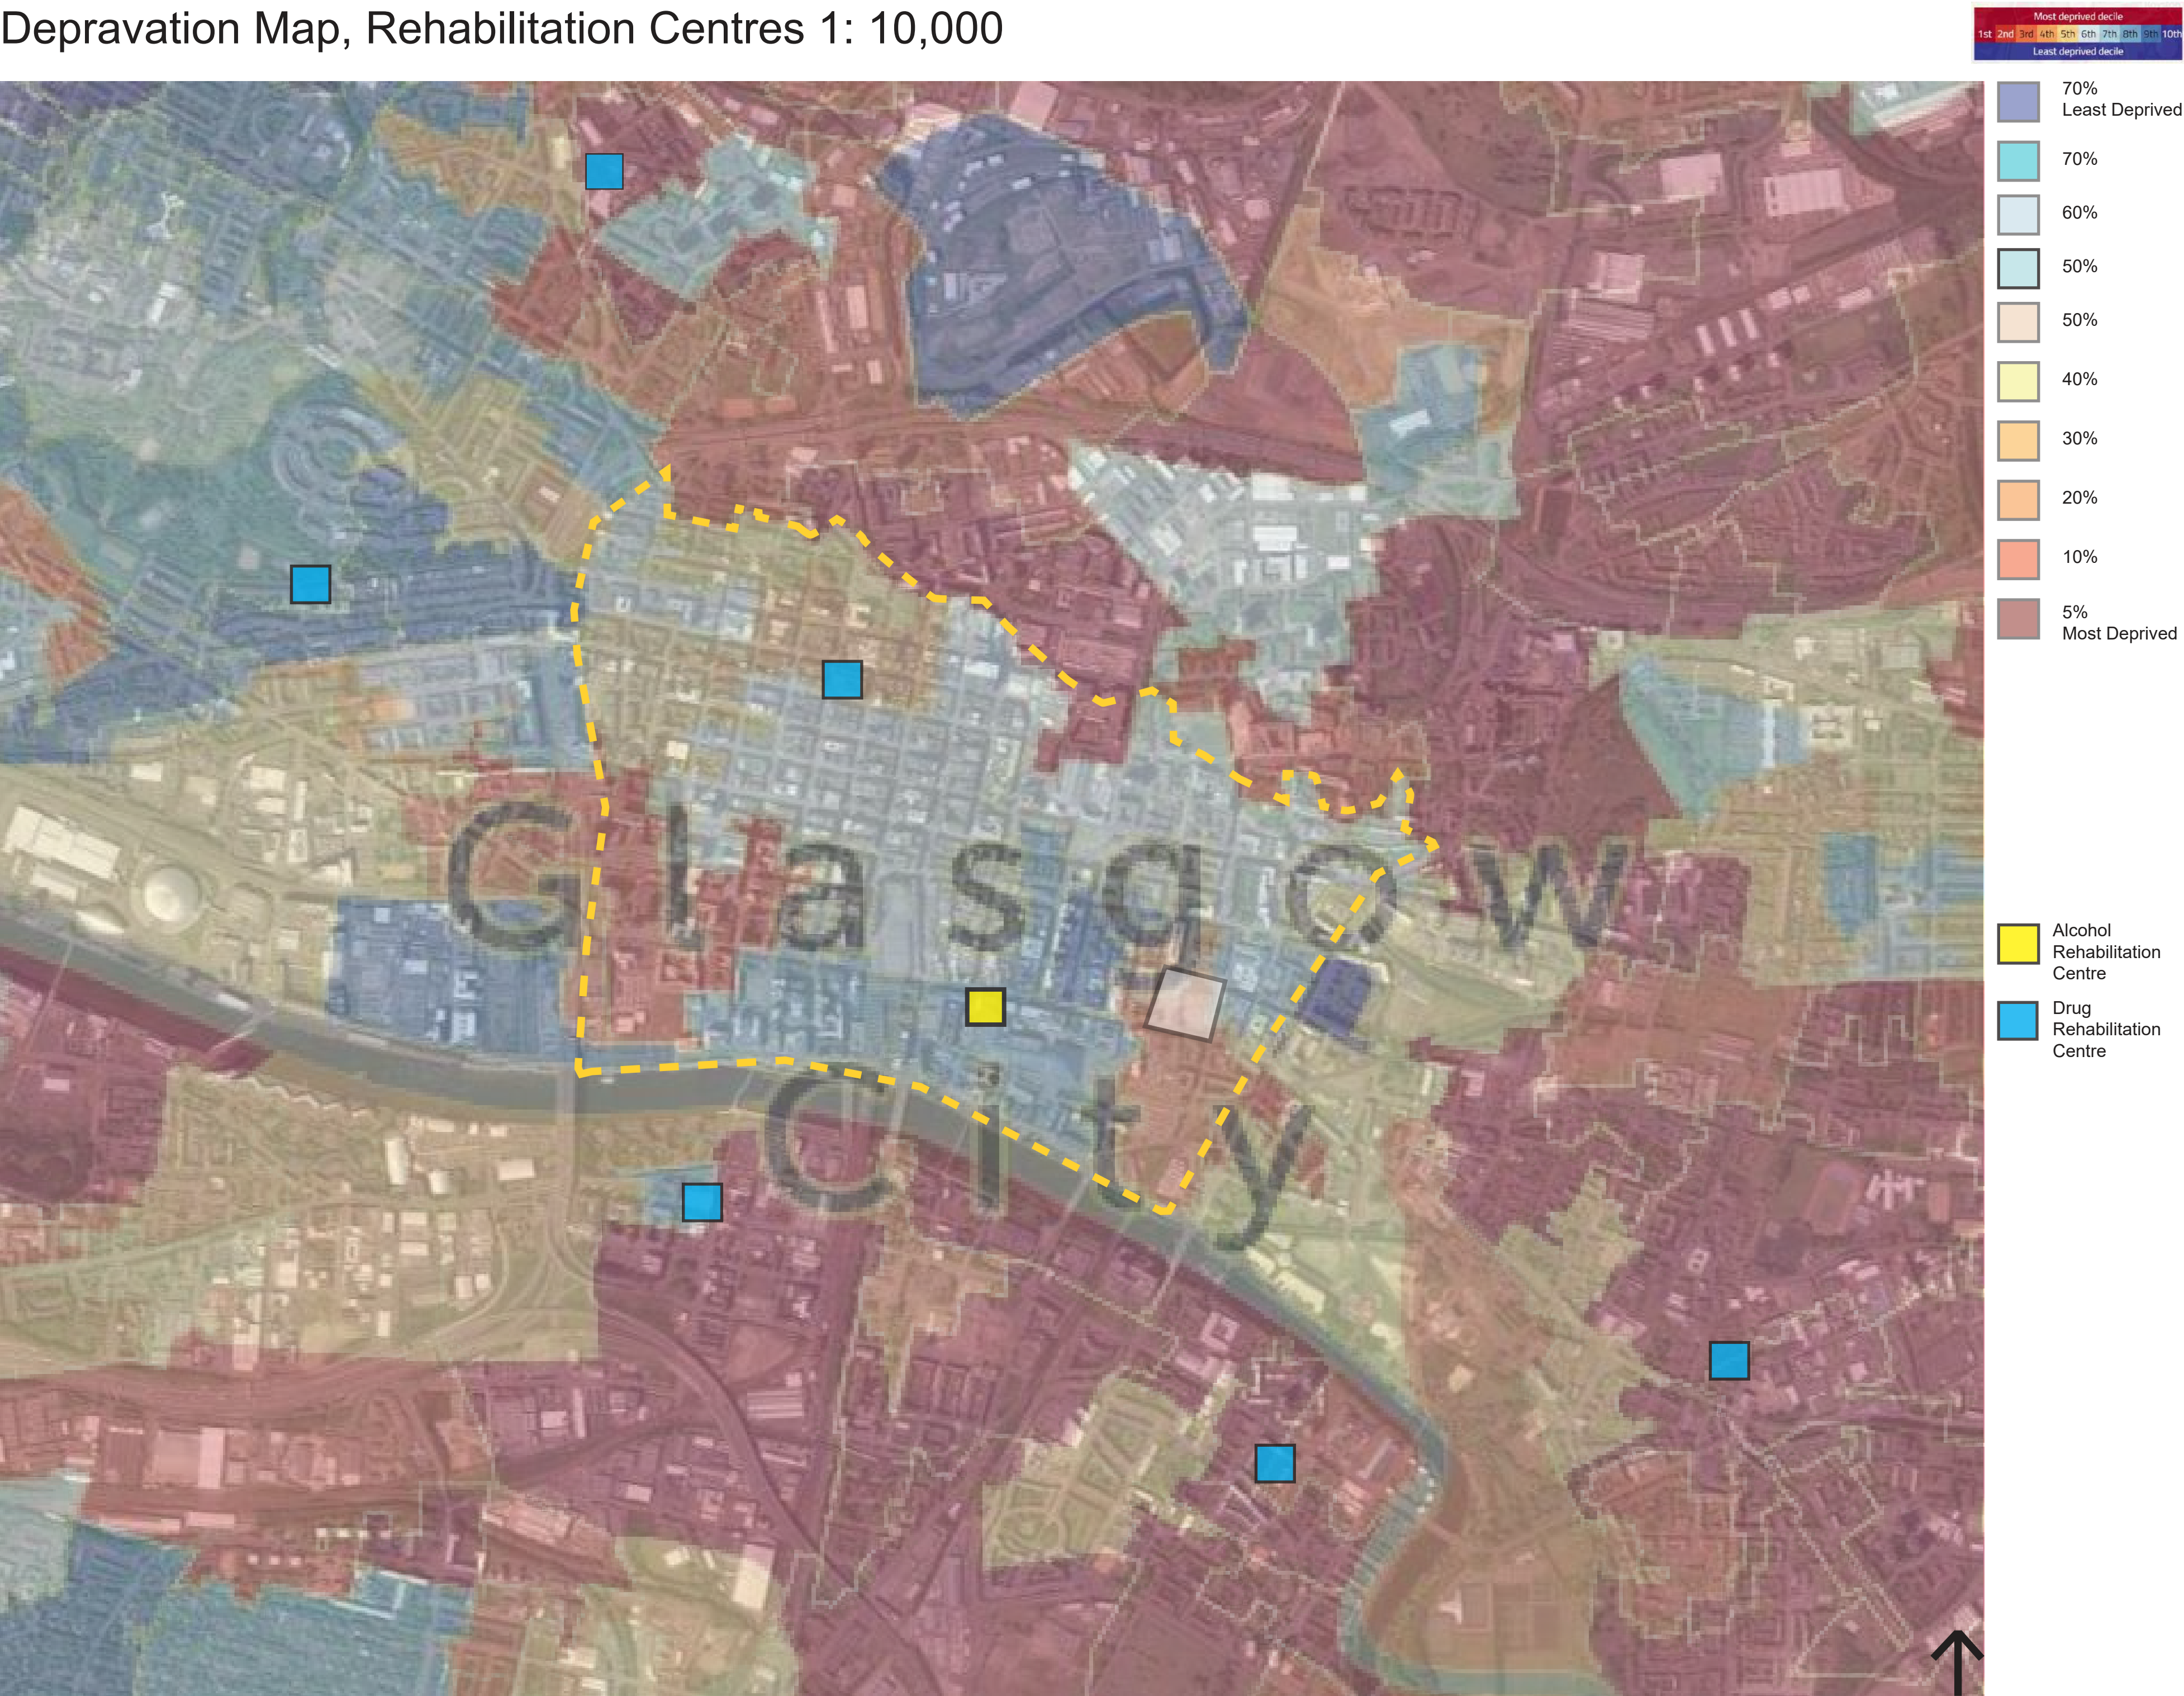 Depravation Map, Rehabilitation Centres 1: 10,000
Most deprived decile
1st 2nd 3rd 4th 5th 6th 7th 8th 9th 10th
Least deprived decile
70%
Least Deprived
70%
60%
50%
50%
40%
30%
20%
10%
5%
Most Deprived
Alcohol
Rehabilitation
Centre
Drug
Rehabilitation
Centre
Glasgow
City